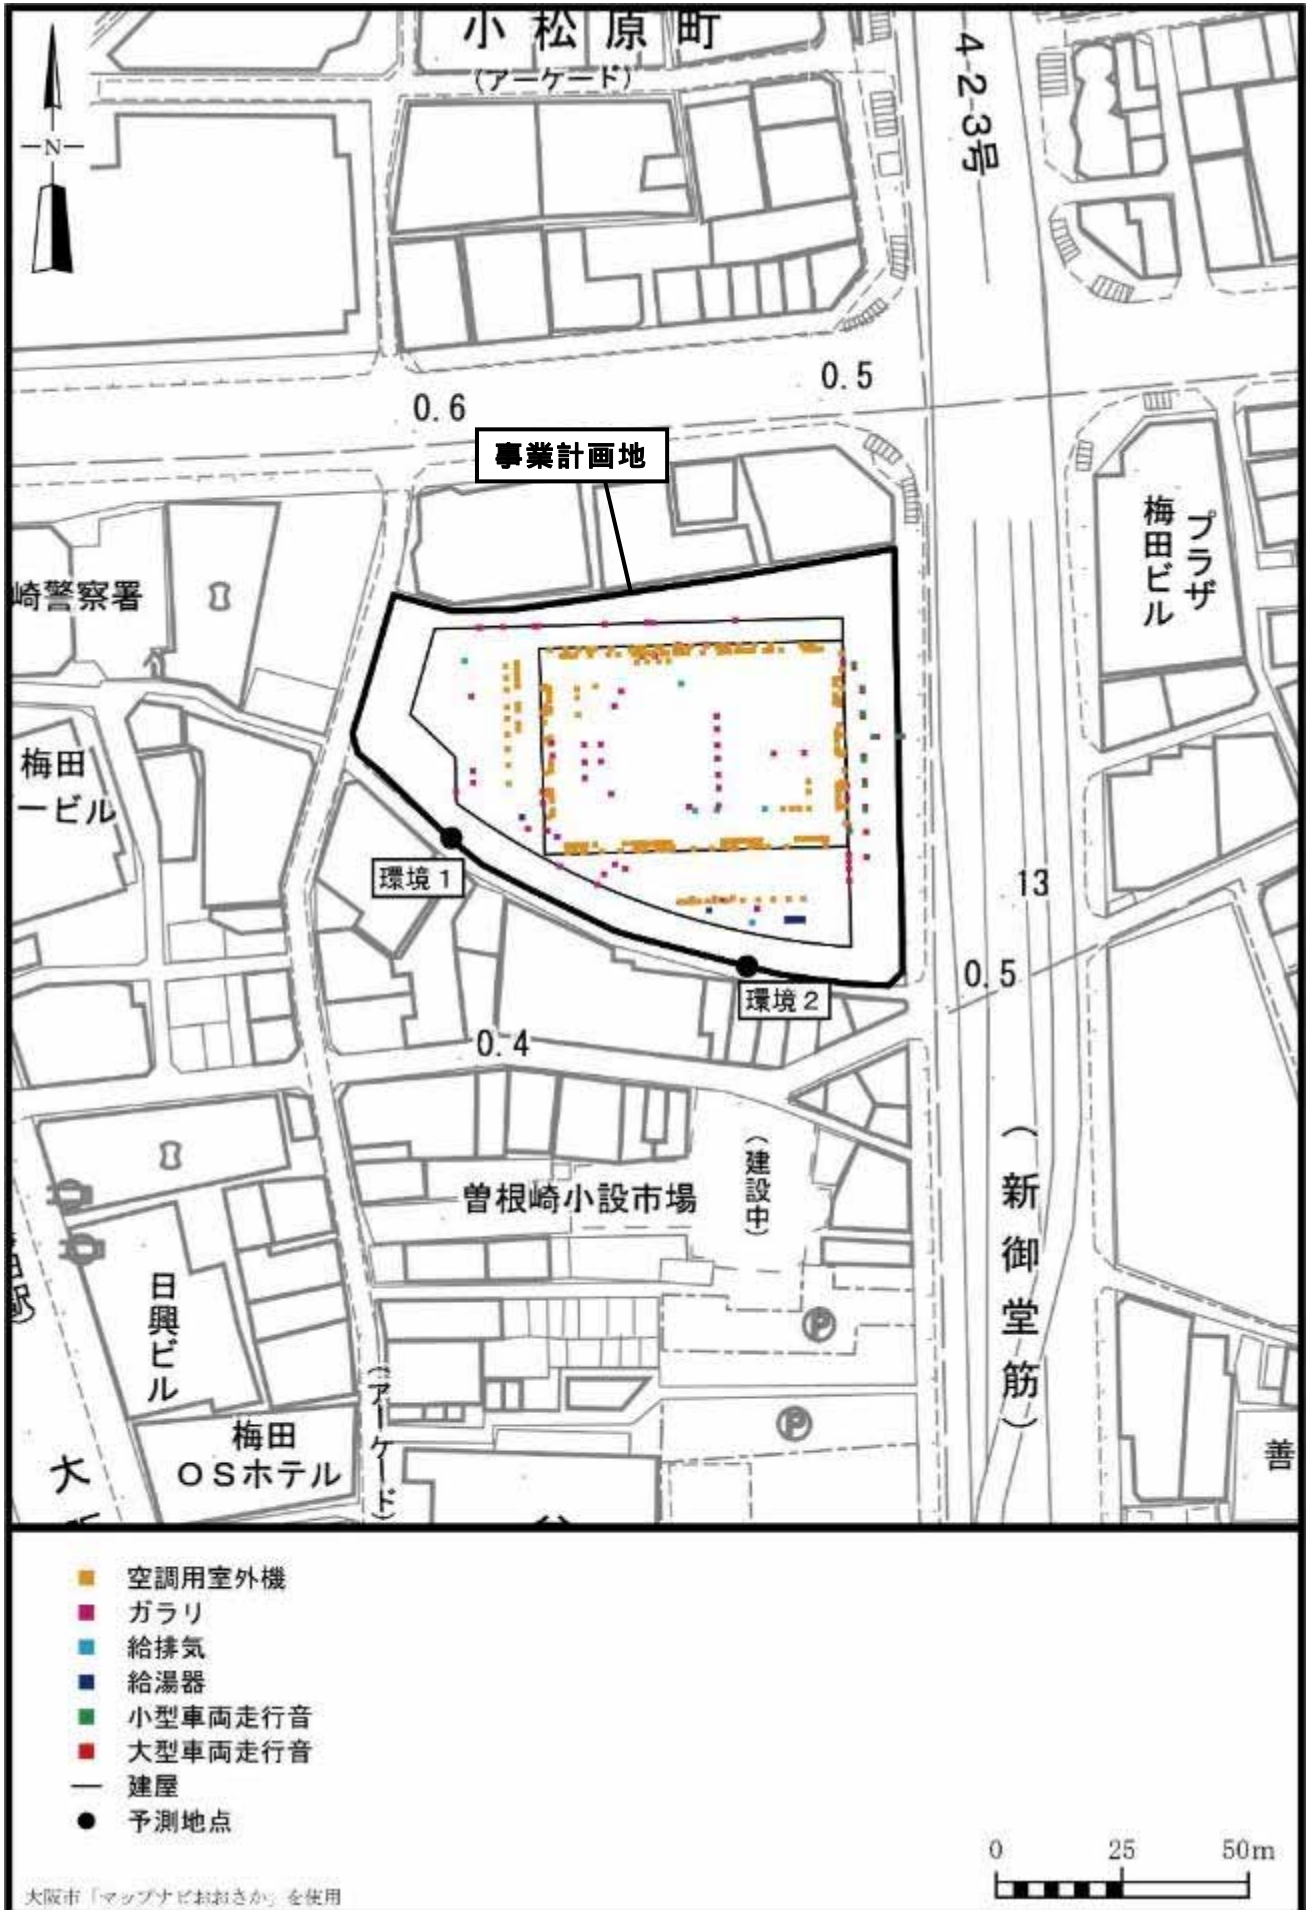 小松原町
(アーケード)
4-2-3号
N
0.5
0.6
事業計画地
崎警察署
梅田ビル
プラザ
梅田
ービル
環境1
13
0.5
環境2
0.4
(建設中)
曽根崎小設市場
(新御堂筋)
P
日興ビル
(アーケード)
P
梅田
OSホテル
大
善
空調用室外機
ガラリ
給排気
給湯器
小型車両走行音
大型車両走行音
建屋
予測地点
0 25 50m
大阪市「マップナビおおさか」を使用